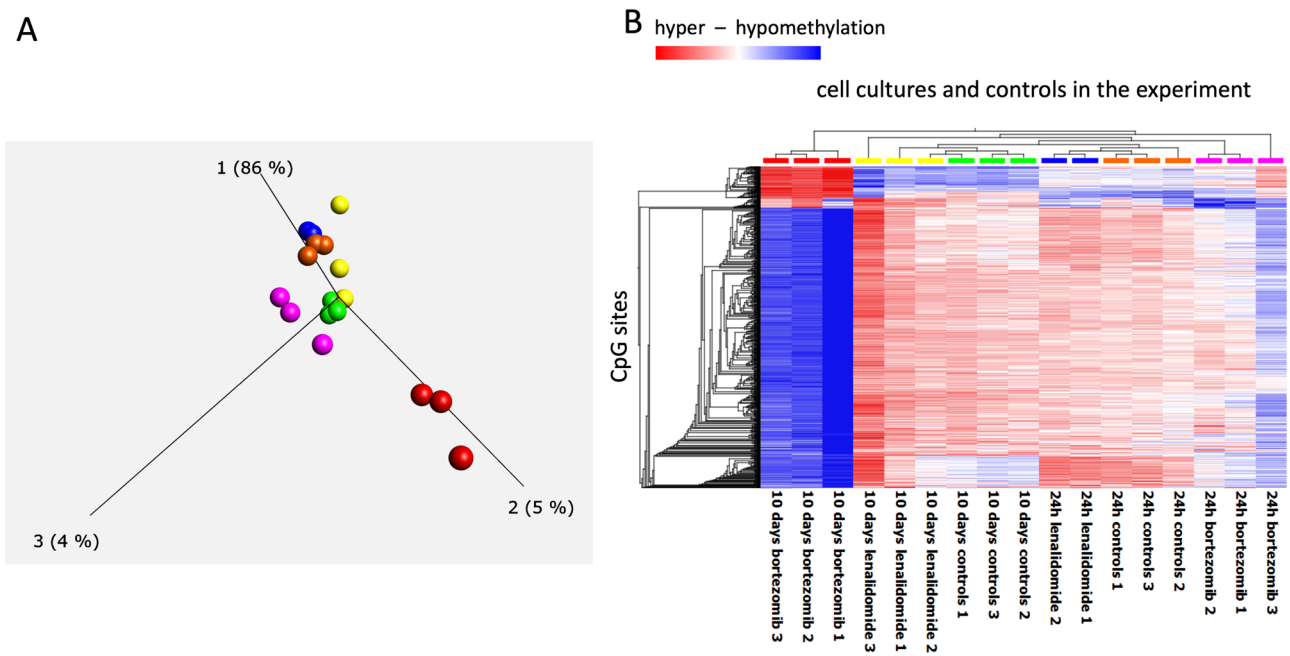 A
1 (86 %)
2 (5 %)
3 (4 %)
B
hyper – hypomethylation
cell cultures and controls in the experiment
CpG sites
10 days bortezomib 3
10 days bortezomib 2
10 days bortezomib 1
10 days lenalidomide 3
10 days lenalidomide 1
10 days lenalidomide 2
10 days controls 1
10 days controls 3
10 days controls 2
24h lenalidomide 2
24h lenalidomide 1
24h controls 1
24h controls 3
24h controls 2
24h bortezomib 2
24h bortezomib 1
24h bortezomib 3